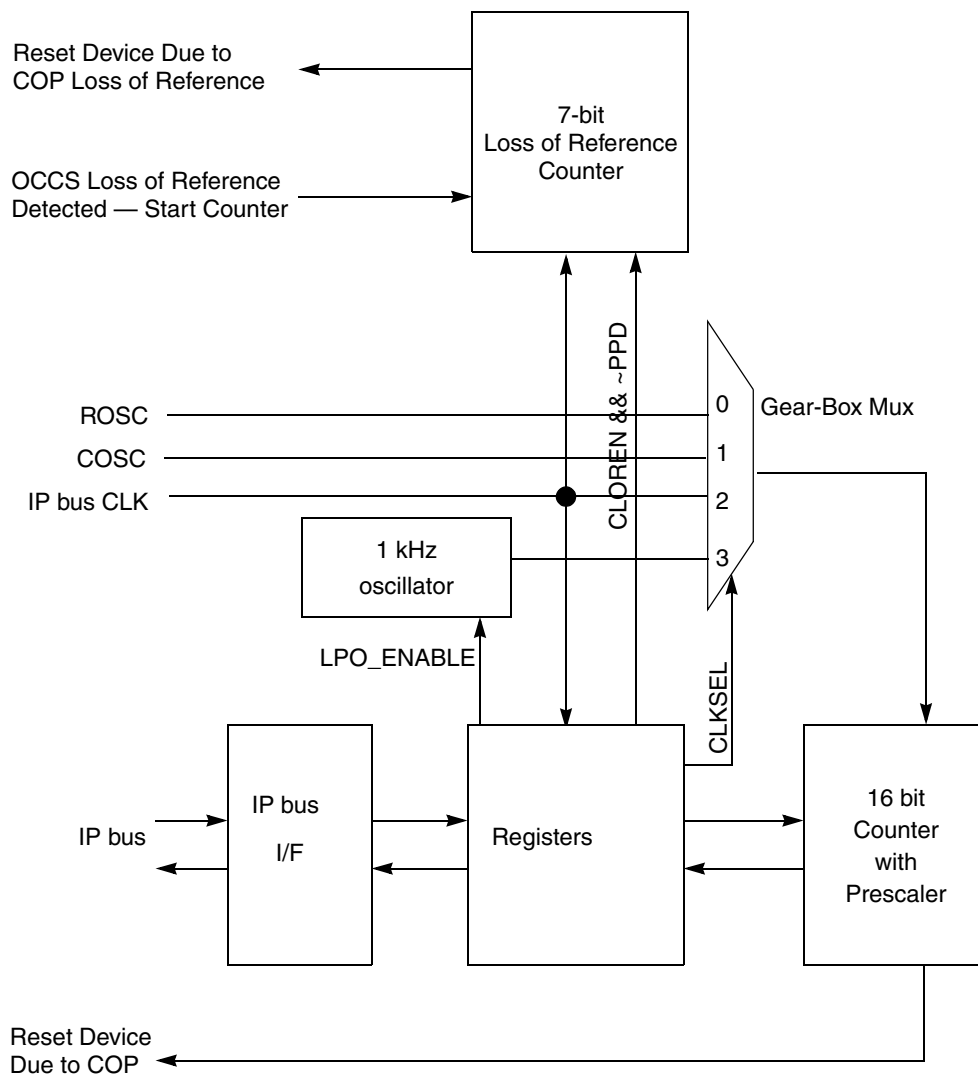 Reset Device Due to
COP Loss of Reference
7-bit
Loss of Reference
Counter
OCCS Loss of Reference
Detected — Start Counter
CLOREN && ~PPD
ROSC
0
Gear-Box Mux
COSC
1
IP bus CLK
2
1 kHz
oscillator
3
LPO_ENABLE
CLKSEL
IP bus
IP bus
I/F
Registers
16 bit
Counter
with
Prescaler
Reset Device
Due to COP